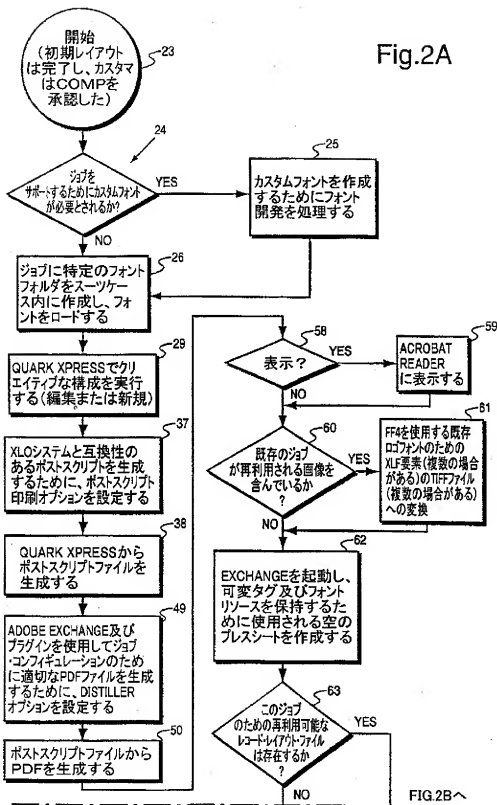 Fig.2A
開始
(初期レイアウト
は完了し、カスタマ
はCOMPを
承認した)
23
24
ジョブを
サポートするためにカスタムフォント
が必要とされるか?
YES
NO
25
カスタムフォントを作成
するためにフォント
開発を処理する
26
ジョブに特定のフォント
フォルダをスーツケー
ス内に作成し、フォ
ントをロードする
29
QUARK XPRESSでクリ
エイティブな構成を実行
する(編集または新規)
37
XLOシステムと互換性の
あるポストスクリプトを生成
するために、ポストスクリプト
印刷オプションを設定する
38
QUARK XPRESSから
ポストスクリプトファイルを
生成する
49
ADOBE EXCHANGE及び
プラグインを使用してジョブ
・コンフィギュレーションのため
に適切なPDFファイルを生成
するために、DISTILLER
オプションを設定する
50
ポストスクリプトファイルから
PDFを生成する
58
表示?
YES
NO
59
ACROBAT
READER
に表示する
60
既存のジョブ
が再利用される画像を
含んでいるか
?
YES
NO
61
FF4を使用する既存
ロゴフォントのための
XLF要素(複数の場合
がある)のTIFFファイル
(複数の場合がある)
への変換
62
EXCHANGEを起動し、
可変タグ及びフォント
リソースを保持するため
に使用される空の
プレスシートを作成する
63
このジョブ
のための再利用可能な
レコード・レイアウト・ファイル
は存在するか
?
YES
NO
FIG.2Bへ